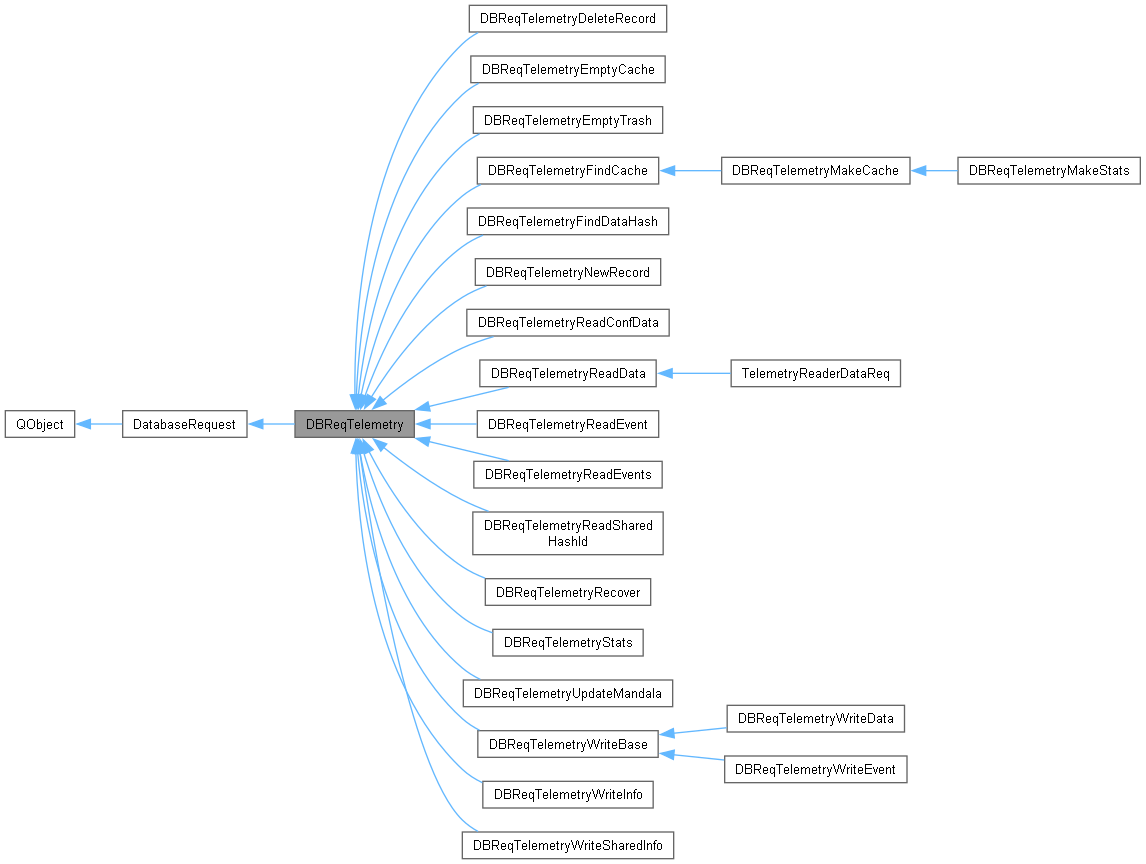 DBReqTelemetryDeleteRecord
DBReqTelemetryEmptyCache
DBReqTelemetryEmptyTrash
DBReqTelemetryFindCache
DBReqTelemetryMakeCache
DBReqTelemetryMakeStats
DBReqTelemetryFindDataHash
DBReqTelemetryNewRecord
DBReqTelemetryReadConfData
DBReqTelemetryReadData
TelemetryReaderDataReq
QObject
DatabaseRequest
DBReqTelemetry
DBReqTelemetryReadEvent
DBReqTelemetryReadEvents
DBReqTelemetryReadShared
HashId
DBReqTelemetryRecover
DBReqTelemetryStats
DBReqTelemetryUpdateMandala
DBReqTelemetryWriteBase
DBReqTelemetryWriteData
DBReqTelemetryWriteEvent
DBReqTelemetryWriteInfo
DBReqTelemetryWriteSharedInfo